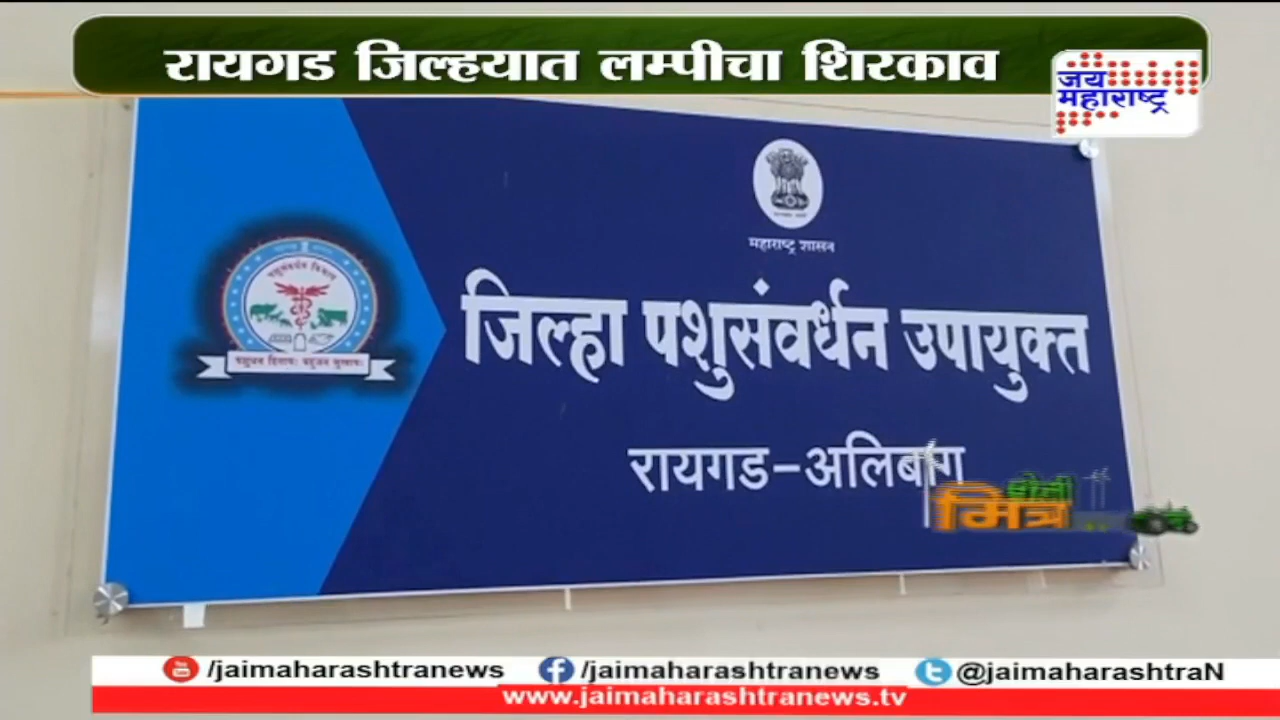 रायगड जिल्हयात लम्पीचा शिरकाव
जय
महाराष्ट्र
महाराष्ट्र शासन
जिल्हा पशुसंवर्धन उपायुक्त
रायगड-अलिबाग
मित्र
/jaimaharashtranews /jaimaharashtranews @jaimaharashtraN
www.jaimaharashtranews.tv